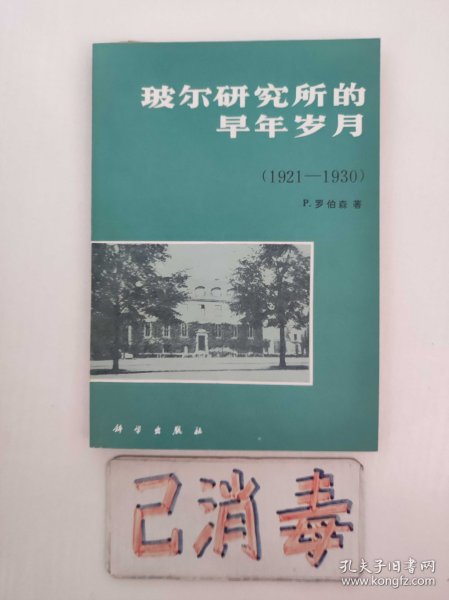 玻尔研究所的
早年岁月
(1921—1930)
P. 罗伯森 著
科学出版社
已消毒
孔夫子旧书网
www.kongfz.com